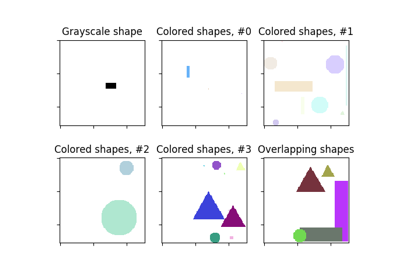 Grayscale shape
Colored shapes, #0
Colored shapes, #1
Colored shapes, #2
Colored shapes, #3
Overlapping shapes